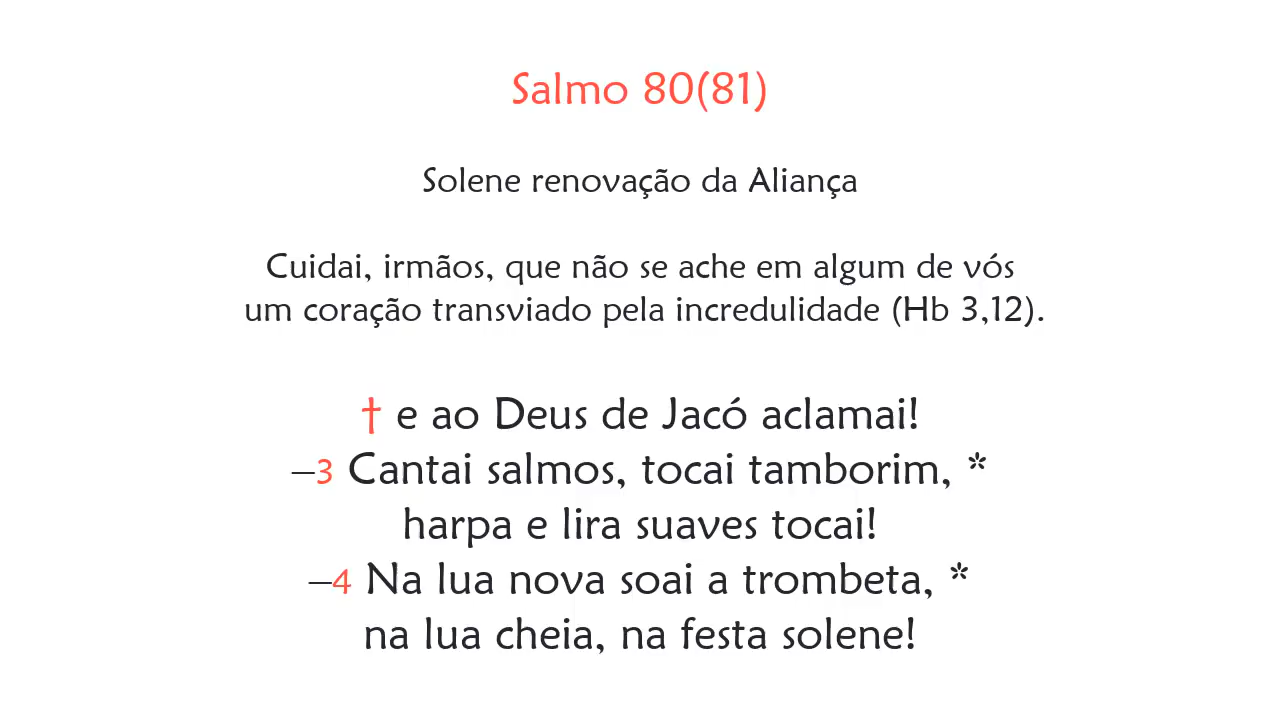 Salmo 80(81)
Solene renovação da Aliança
Cuidai, irmãos, que não se ache em algum de vós
um coração transviado pela incredulidade (Hb 3,12).
† e ao Deus de Jacó aclamai!
–3 Cantai salmos, tocai tamborim, *
harpa e lira suaves tocai!
–4 Na lua nova soai a trombeta, *
na lua cheia, na festa solene!